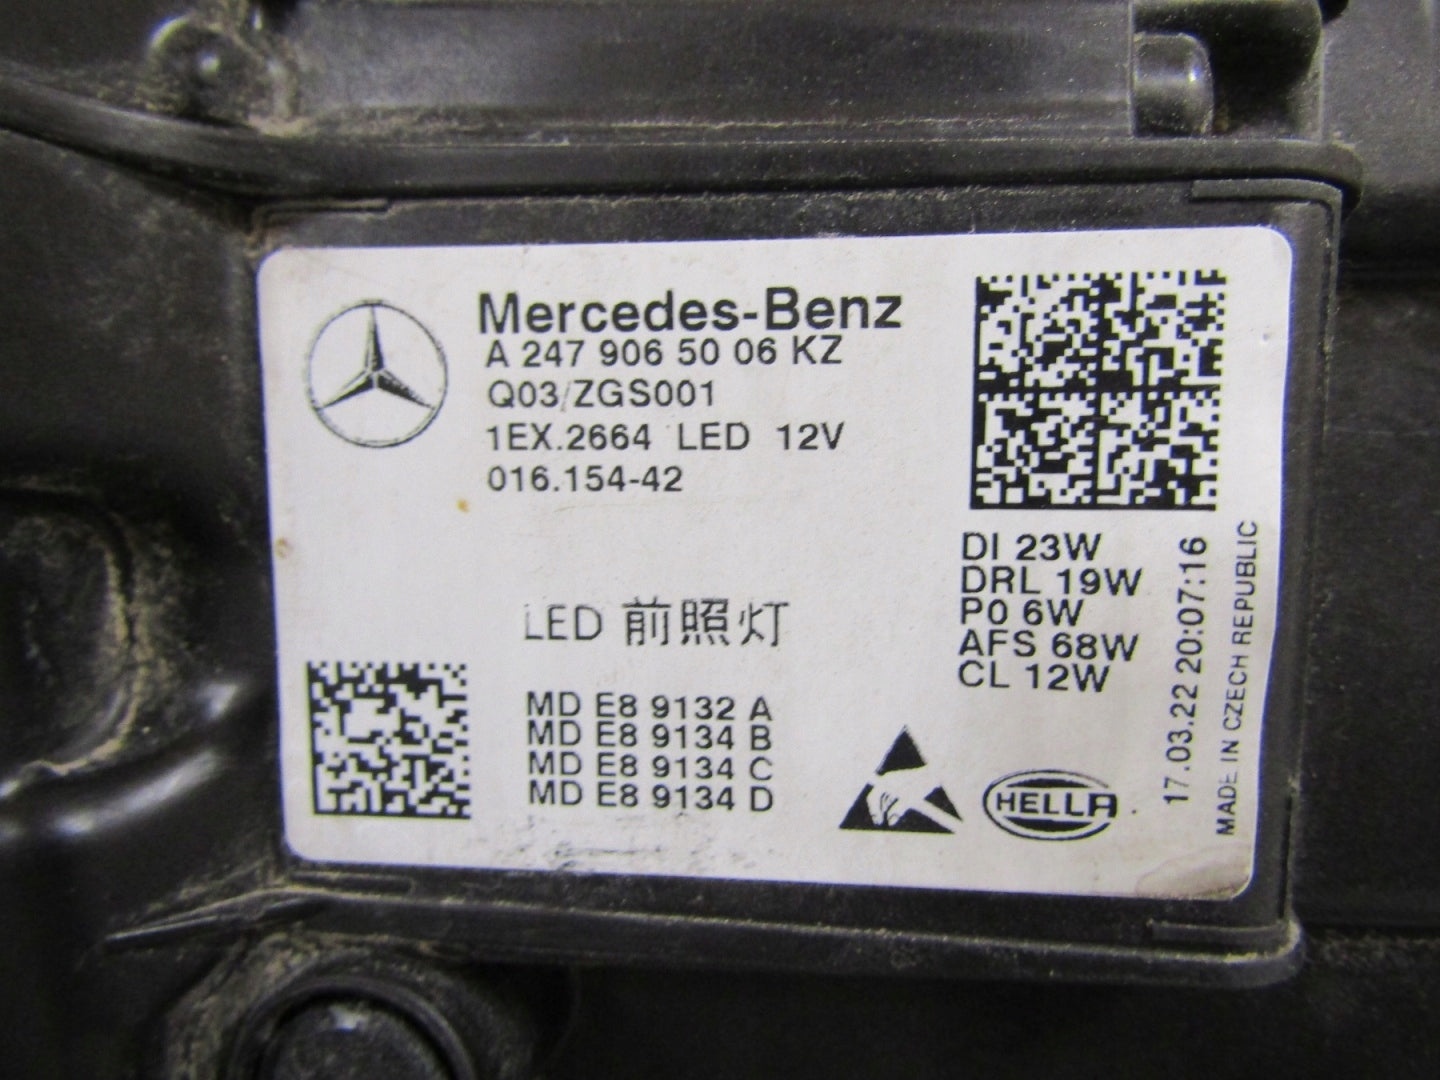 Mercedes-Benz
A 247 906 50 06 KZ
Q03/ZGS001
1EX.2664 LED 12V
016.154-42
DI 23W
DRL 19W
PO 6W
AFS 68W
CL 12W
17.03.22 20:07:16
MADE IN CZECH REPUBLIC
LED 前照灯
MD E8 9132 A
MD E8 9134 B
MD E8 9134 C
MD E8 9134 D
HELLA